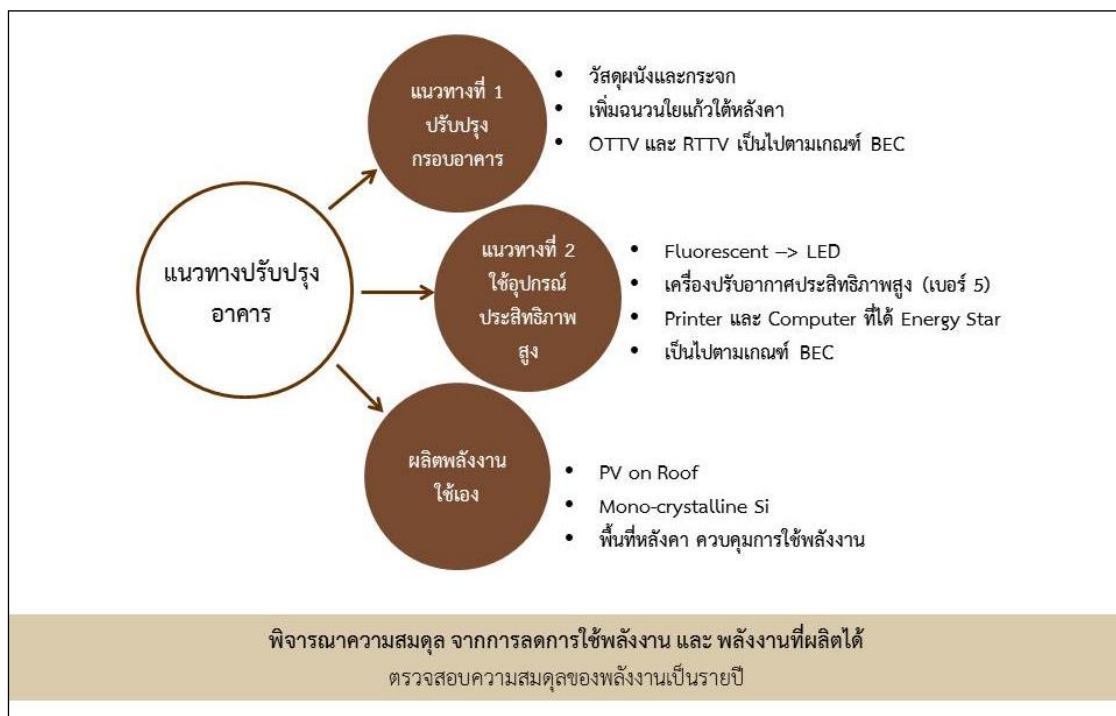 แนวทางปรับปรุง
อาคาร
แนวทางที่ 1
ปรับปรุง
กรอบอาคาร
• วัสดุผนังและกระจก
• เพิ่มฉนวนใยแก้วใต้หลังคา
• OTTV และ RTTV เป็นไปตามเกณฑ์ BEC
แนวทางที่ 2
ใช้อุปกรณ์
ประสิทธิภาพ
สูง
• Fluorescent –> LED
• เครื่องปรับอากาศประสิทธิภาพสูง (เบอร์ 5)
• Printer และ Computer ที่ได้ Energy Star
• เป็นไปตามเกณฑ์ BEC
ผลิตพลังงาน
ใช้เอง
• PV on Roof
• Mono-crystalline Si
• พื้นที่หลังคา ควบคุมการใช้พลังงาน
พิจารณาความสมดุล จากการลดการใช้พลังงาน และ พลังงานที่ผลิตได้
ตรวจสอบความสมดุลของพลังงานเป็นรายปี